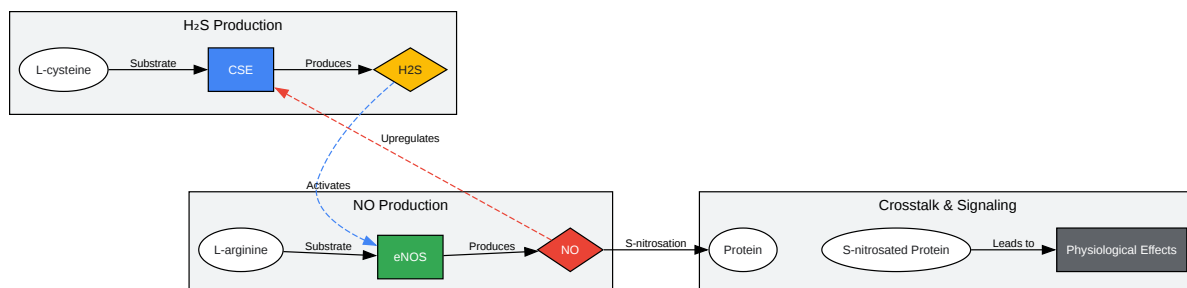 H₂S Production
L-cysteine
Substrate
CSE
Produces
H2S
Upregulates
Activates
NO Production
L-arginine
Substrate
eNOS
Produces
NO
S-nitrosation
Crosstalk & Signaling
Protein
S-nitrosated Protein
Leads to
Physiological Effects